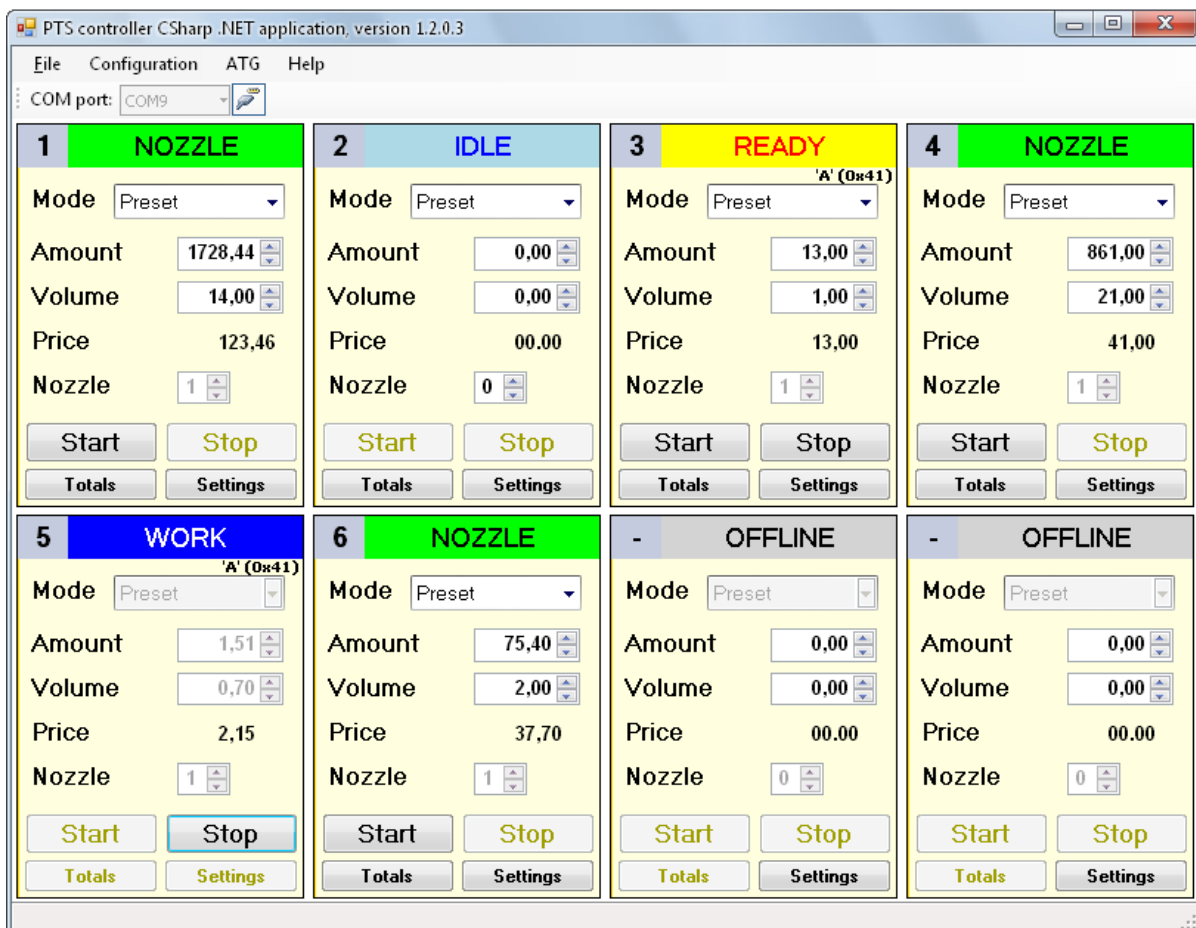 PTS controller CSharp .NET application, version 1.2.0.3
File Configuration ATG Help
COM port: COM9
1 NOZZLE
Mode Preset
Amount 1728,44
Volume 14,00
Price 123,46
Nozzle 1
Start Stop
Totals Settings
2 IDLE
Mode Preset
Amount 0,00
Volume 0,00
Price 00.00
Nozzle 0
Start Stop
Totals Settings
3 READY
'A' (0x41)
Mode Preset
Amount 13,00
Volume 1,00
Price 13,00
Nozzle 1
Start Stop
Totals Settings
4 NOZZLE
Mode Preset
Amount 861,00
Volume 21,00
Price 41,00
Nozzle 1
Start Stop
Totals Settings
5 WORK
'A' (0x41)
Mode Preset
Amount 1,51
Volume 0,70
Price 2,15
Nozzle 1
Start Stop
Totals Settings
6 NOZZLE
Mode Preset
Amount 75,40
Volume 2,00
Price 37,70
Nozzle 1
Start Stop
Totals Settings
- OFFLINE
Mode Preset
Amount 0,00
Volume 0,00
Price 00.00
Nozzle 0
Start Stop
Totals Settings
- OFFLINE
Mode Preset
Amount 0,00
Volume 0,00
Price 00.00
Nozzle 0
Start Stop
Totals Settings